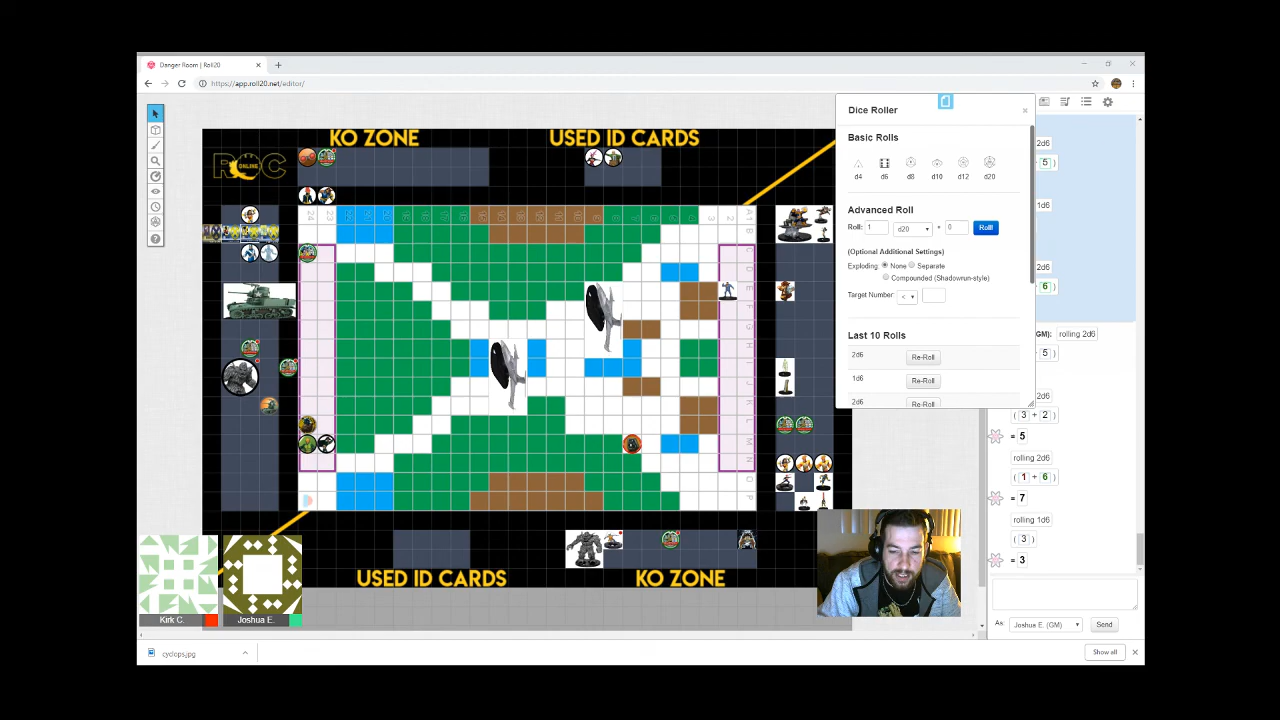 Danger Room | Roll20
https://app.roll20.net/editor/
KO ZONE
USED ID CARDS
ROC
ONLINE
Dice Roller
Basic Rolls
d4 d6 d8 d10 d12 d20
Advanced Roll
Roll: 1 d20 + 0 Roll!
(Optional Additional Settings)
Exploding: None Separate
Compounded (Shadowrun-style)
Target Number: <
Last 10 Rolls
2d6 Re-Roll
1d6 Re-Roll
2d6 Re-Roll
2d6
5
1d6
2d6
6
(GM): rolling 2d6
5
2d6
(3 + 2)
= 5
rolling 2d6
(1 + 6)
= 7
rolling 1d6
(3)
= 3
USED ID CARDS
KO ZONE
Kirk C.
Joshua E.
As: Joshua E. (GM) Send
cyclops.jpg
Show all